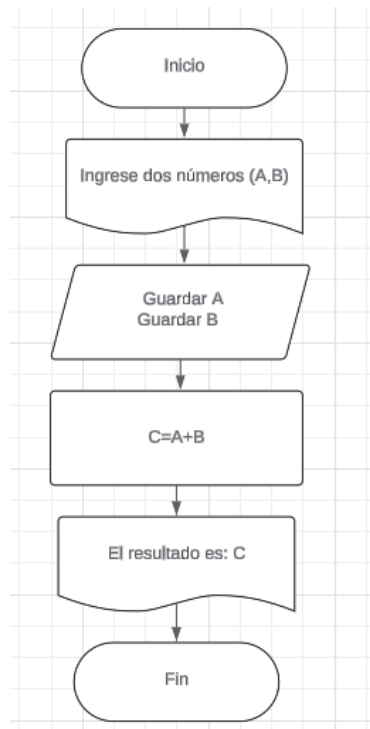 Inicio
Ingrese dos números (A,B)
Guardar A
Guardar B
C=A+B
El resultado es: C
Fin